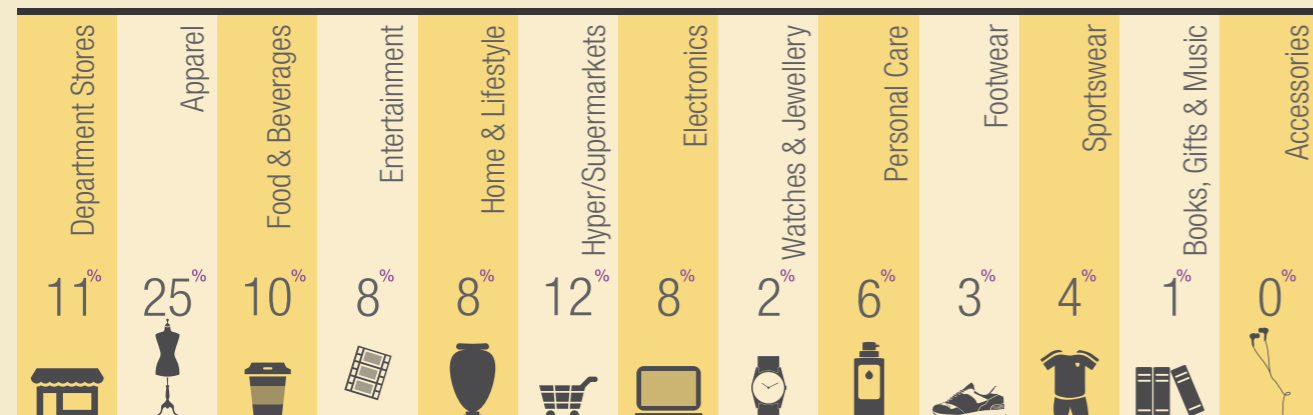 Department Stores
11%
Apparel
25%
Food & Beverages
10%
Entertainment
8%
Home & Lifestyle
8%
Hyper/Supermarkets
12%
Electronics
8%
Watches & Jewellery
2%
Personal Care
6%
Footwear
3%
Sportswear
4%
Books, Gifts & Music
1%
Accessories
0%